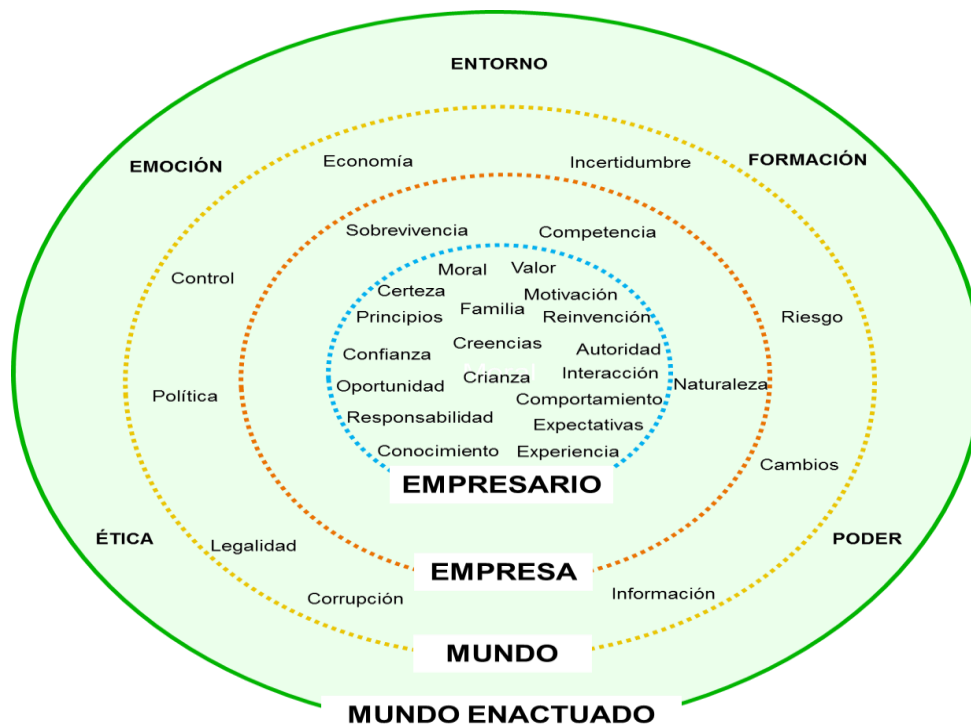 ENTORNO
EMOCIÓN
Economía
Incertidumbre
FORMACIÓN
Sobrevivencia
Competencia
Control
Moral
Valor
Certeza
Motivación
Principios
Familia
Reinvención
Riesgo
Confianza
Creencias
Autoridad
Oportunidad
Crianza
Interacción
Política
Naturaleza
Comportamiento
Responsabilidad
Expectativas
Conocimiento
Experiencia
Cambios
EMPRESARIO
ÉTICA
Legalidad
PODER
EMPRESA
Corrupción
Información
MUNDO
MUNDO ENACTUADO